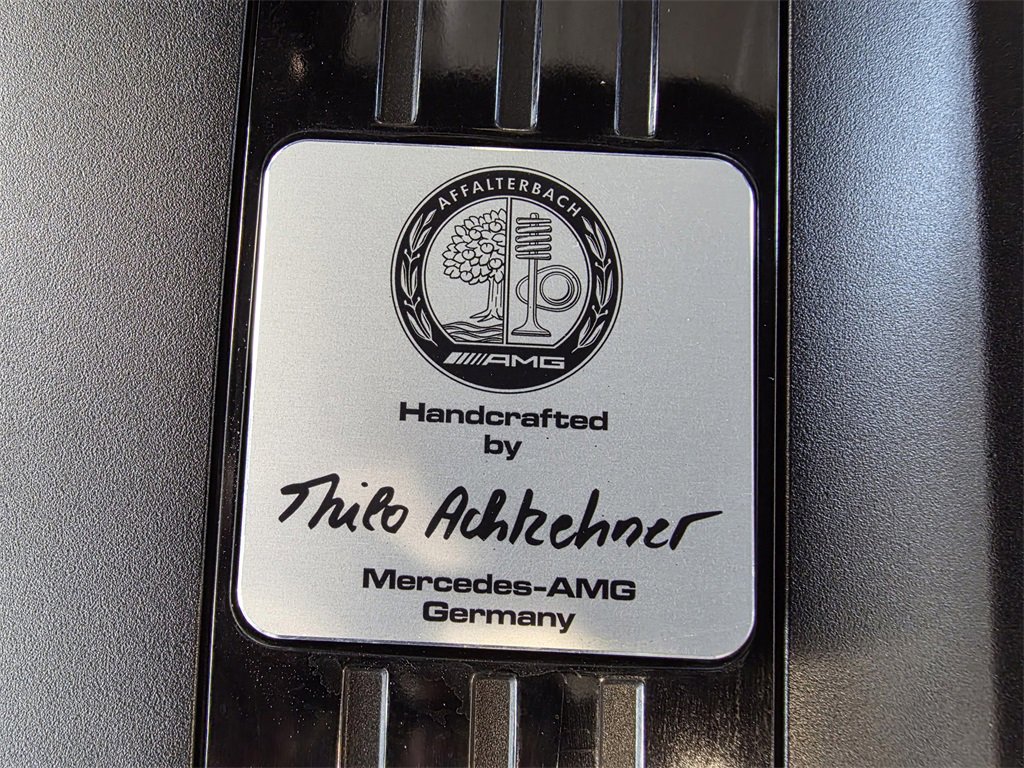 AFFALTERBACH
AMG
Handcrafted
by
Thilo Achtzehner
Mercedes-AMG
Germany